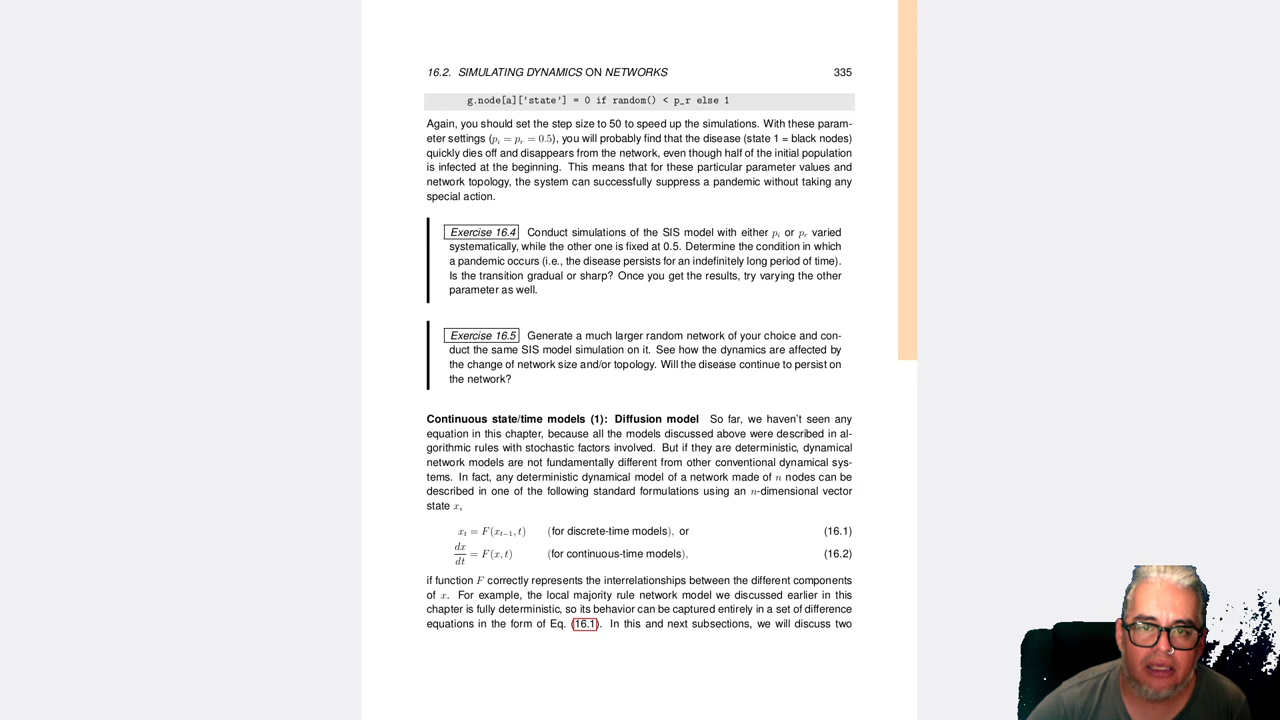 16.2. SIMULATING DYNAMICS ON NETWORKS 335
g.node[a]['state'] = 0 if random() < p_r else 1
Again, you should set the step size to 50 to speed up the simulations. With these param-
eter settings (pᵢ = pᵣ = 0.5), you will probably find that the disease (state 1 = black nodes)
quickly dies off and disappears from the network, even though half of the initial population
is infected at the beginning. This means that for these particular parameter values and
network topology, the system can successfully suppress a pandemic without taking any
special action.
Exercise 16.4 Conduct simulations of the SIS model with either pᵢ or pᵣ varied
systematically, while the other one is fixed at 0.5. Determine the condition in which
a pandemic occurs (i.e., the disease persists for an indefinitely long period of time).
Is the transition gradual or sharp? Once you get the results, try varying the other
parameter as well.
Exercise 16.5 Generate a much larger random network of your choice and con-
duct the same SIS model simulation on it. See how the dynamics are affected by
the change of network size and/or topology. Will the disease continue to persist on
the network?
Continuous state/time models (1): Diffusion model So far, we haven't seen any
equation in this chapter, because all the models discussed above were described in al-
gorithmic rules with stochastic factors involved. But if they are deterministic, dynamical
network models are not fundamentally different from other conventional dynamical sys-
tems. In fact, any deterministic dynamical model of a network made of n nodes can be
described in one of the following standard formulations using an n-dimensional vector
state x,
xₜ = F(xₜ₋₁, t) (for discrete-time models), or (16.1)
dx/dt = F(x, t) (for continuous-time models), (16.2)
if function F correctly represents the interrelationships between the different components
of x. For example, the local majority rule network model we discussed earlier in this
chapter is fully deterministic, so its behavior can be captured entirely in a set of difference
equations in the form of Eq. (16.1). In this and next subsections, we will discuss two